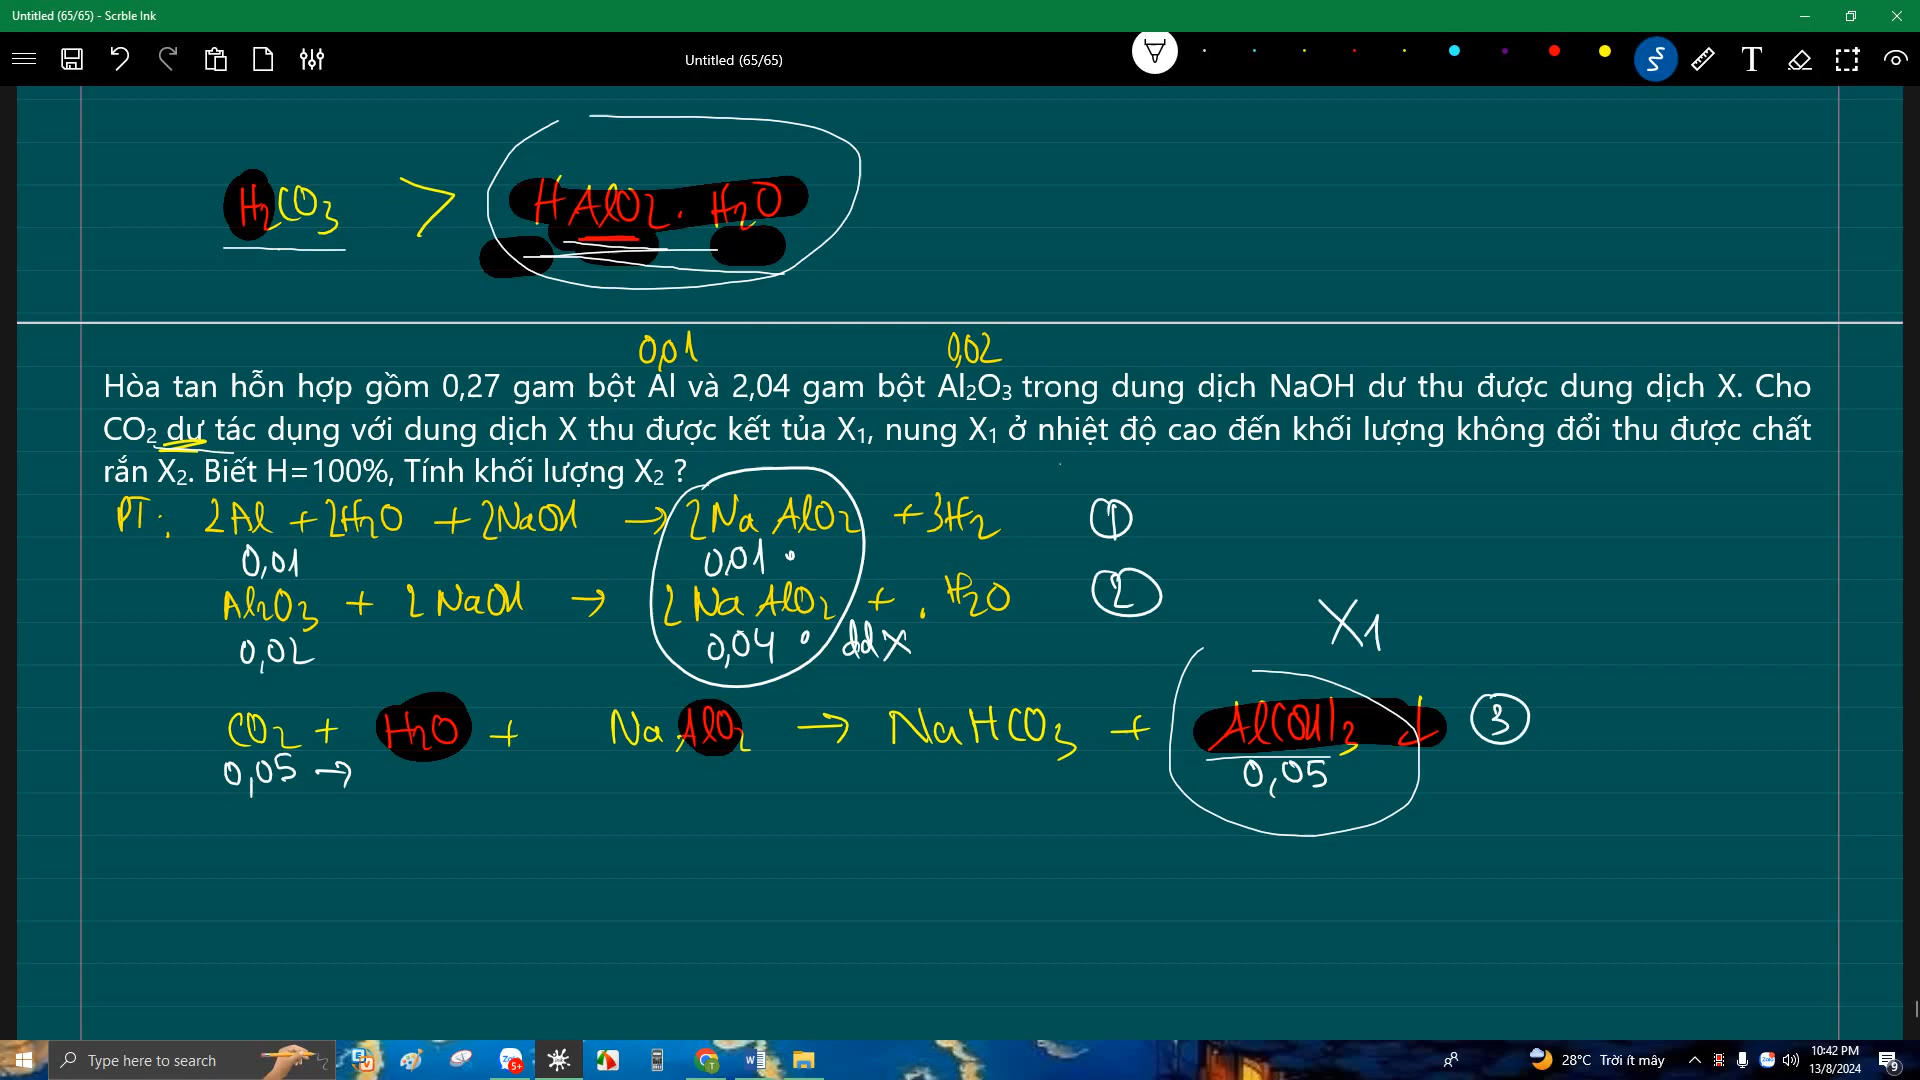 Untitled (65/65) - Scrble Ink
Untitled (65/65)
T
H₂CO₃ > HAlO₂.H₂O
0,01 0,02
Hòa tan hỗn hợp gồm 0,27 gam bột Al và 2,04 gam bột Al₂O₃ trong dung dịch NaOH dư thu được dung dịch X. Cho
CO₂ dư tác dụng với dung dịch X thu được kết tủa X₁, nung X₁ ở nhiệt độ cao đến khối lượng không đổi thu được chất
rắn X₂. Biết H=100%, Tính khối lượng X₂ ?
PT: 2Al + 2H₂O + 2NaOH → 2NaAlO₂ + 3H₂ ①
0,01 0,01
Al₂O₃ + 2NaOH → 2NaAlO₂ + H₂O ②
0,02 0,04 ddX
X₁
CO₂ + H₂O + NaAlO₂ → NaHCO₃ + Al(OH)₃ ↓ ③
0,05 → 0,05
Type here to search
Zalo
5+
T
W
28°C Trời ít mây
Zalo
10:42 PM
13/8/2024
9